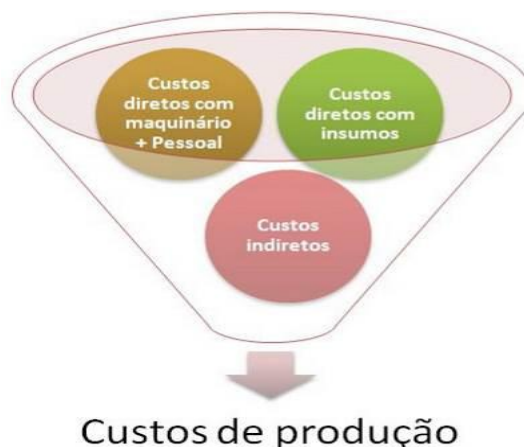 Custos
diretos com
maquinário
+ Pessoal
Custos
diretos com
insumos
Custos
indiretos
Custos de produção